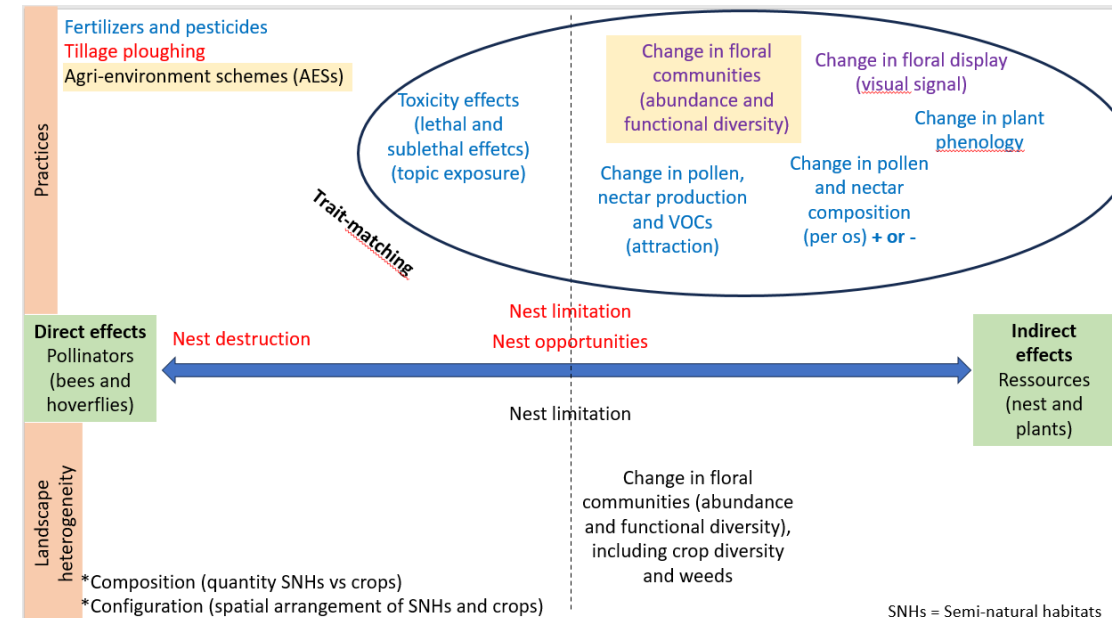 Fertilizers and pesticides
Tillage ploughing
Agri-environment schemes (AESs)
Practices
Toxicity effects
(lethal and
sublethal effetcs)
(topic exposure)
Change in floral
communities
(abundance and
functional diversity)
Change in floral display
(visual signal)
Change in plant
phenology
Change in pollen,
nectar production
and VOCs
(attraction)
Change in pollen
and nectar
composition
(per os) + or -
Trait-matching
Nest limitation
Nest destruction
Nest opportunities
Direct effects
Pollinators
(bees and
hoverflies)
Indirect
effects
Ressources
(nest and
plants)
Nest limitation
Landscape
heterogeneity
Change in floral
communities (abundance
and functional diversity),
including crop diversity
and weeds
*Composition (quantity SNHs vs crops)
*Configuration (spatial arrangement of SNHs and crops)
SNHs = Semi-natural habitats